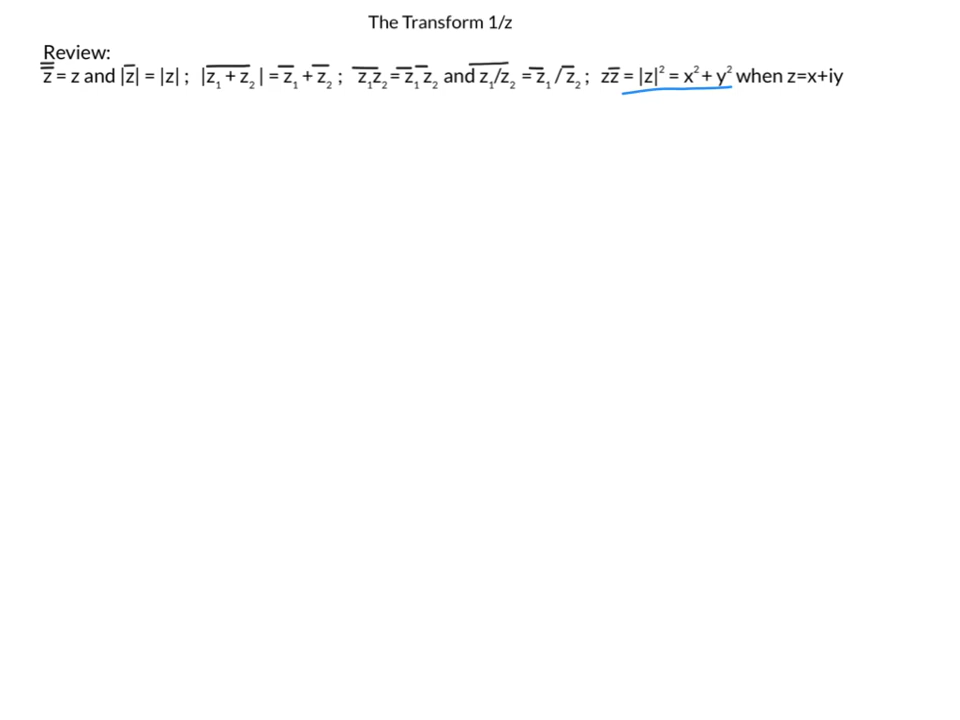 The Transform 1/z
Review:
z̿ = z and |z̅| = |z| ; |z̅₁ ̅+̅ ̅z̅₂| = z̅₁ + z̅₂ ; z̅₁z̅₂ = z̅₁ z̅₂ and z̅₁/̅z̅₂ = z̅₁ / z̅₂ ; zz̅ = |z|² = x² + y² when z=x+iy